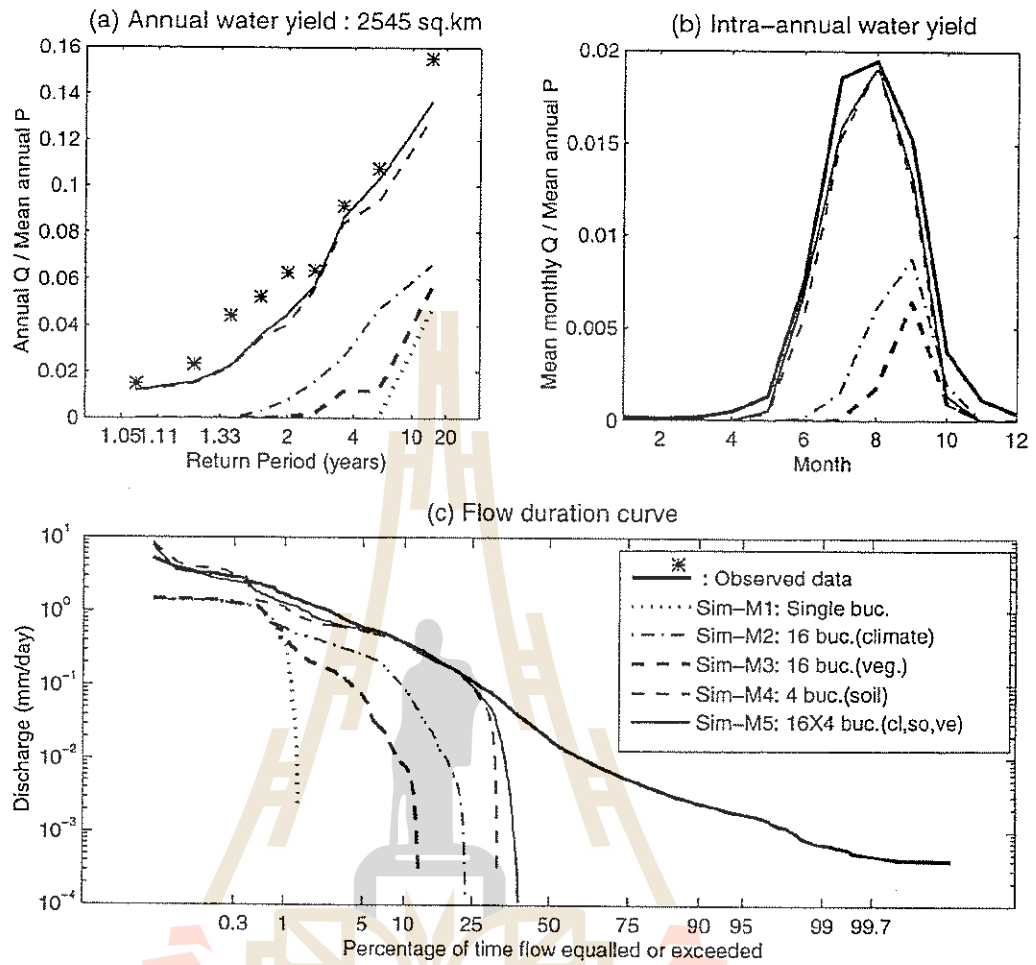 (a) Annual water yield : 2545 sq.km
0.16
0.14
0.12
0.1
0.08
0.06
0.04
0.02
0
Annual Q / Mean annual P
1.05 1.11 1.33 2 4 10 20
Return Period (years)
(b) Intra-annual water yield
0.02
0.015
0.01
0.005
0
Mean monthly Q / Mean annual P
2 4 6 8 10 12
Month
(c) Flow duration curve
10^1
10^0
10^-1
10^-2
10^-3
10^-4
Discharge (mm/day)
: Observed data
Sim-M1: Single buc.
Sim-M2: 16 buc.(climate)
Sim-M3: 16 buc.(veg.)
Sim-M4: 4 buc.(soil)
Sim-M5: 16X4 buc.(cl,so,ve)
0.3 1 5 10 25 50 75 90 95 99 99.7
Percentage of time flow equalled or exceeded